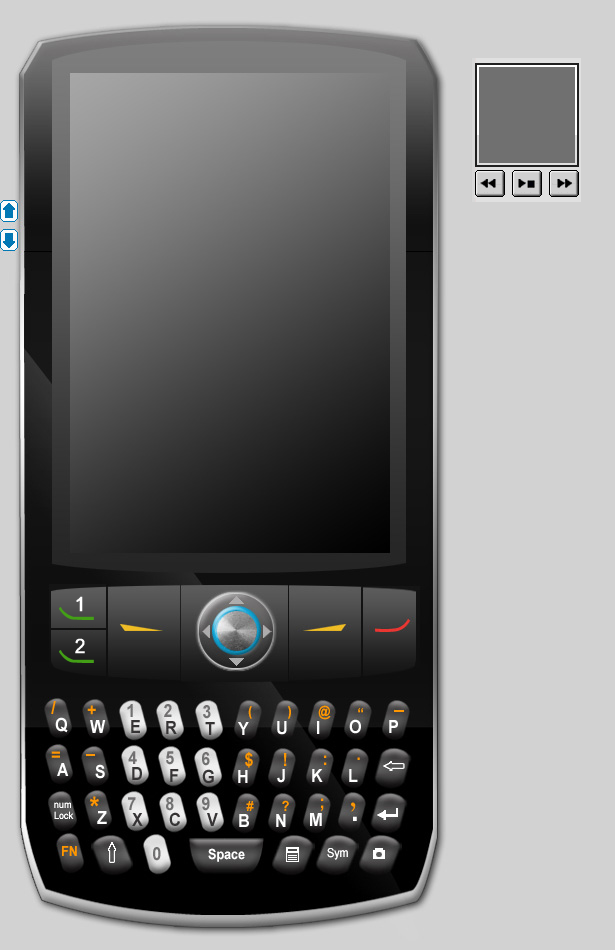 1
2
/ + 1 2 3 ( ) @ “ –
Q W E R T Y U I O P
= – 4 5 6 $ ! : .
A S D F G H J K L
num
Lock
* 7 8 9 # ? ; ,
Z X C V B N M .
FN 0 Space Sym